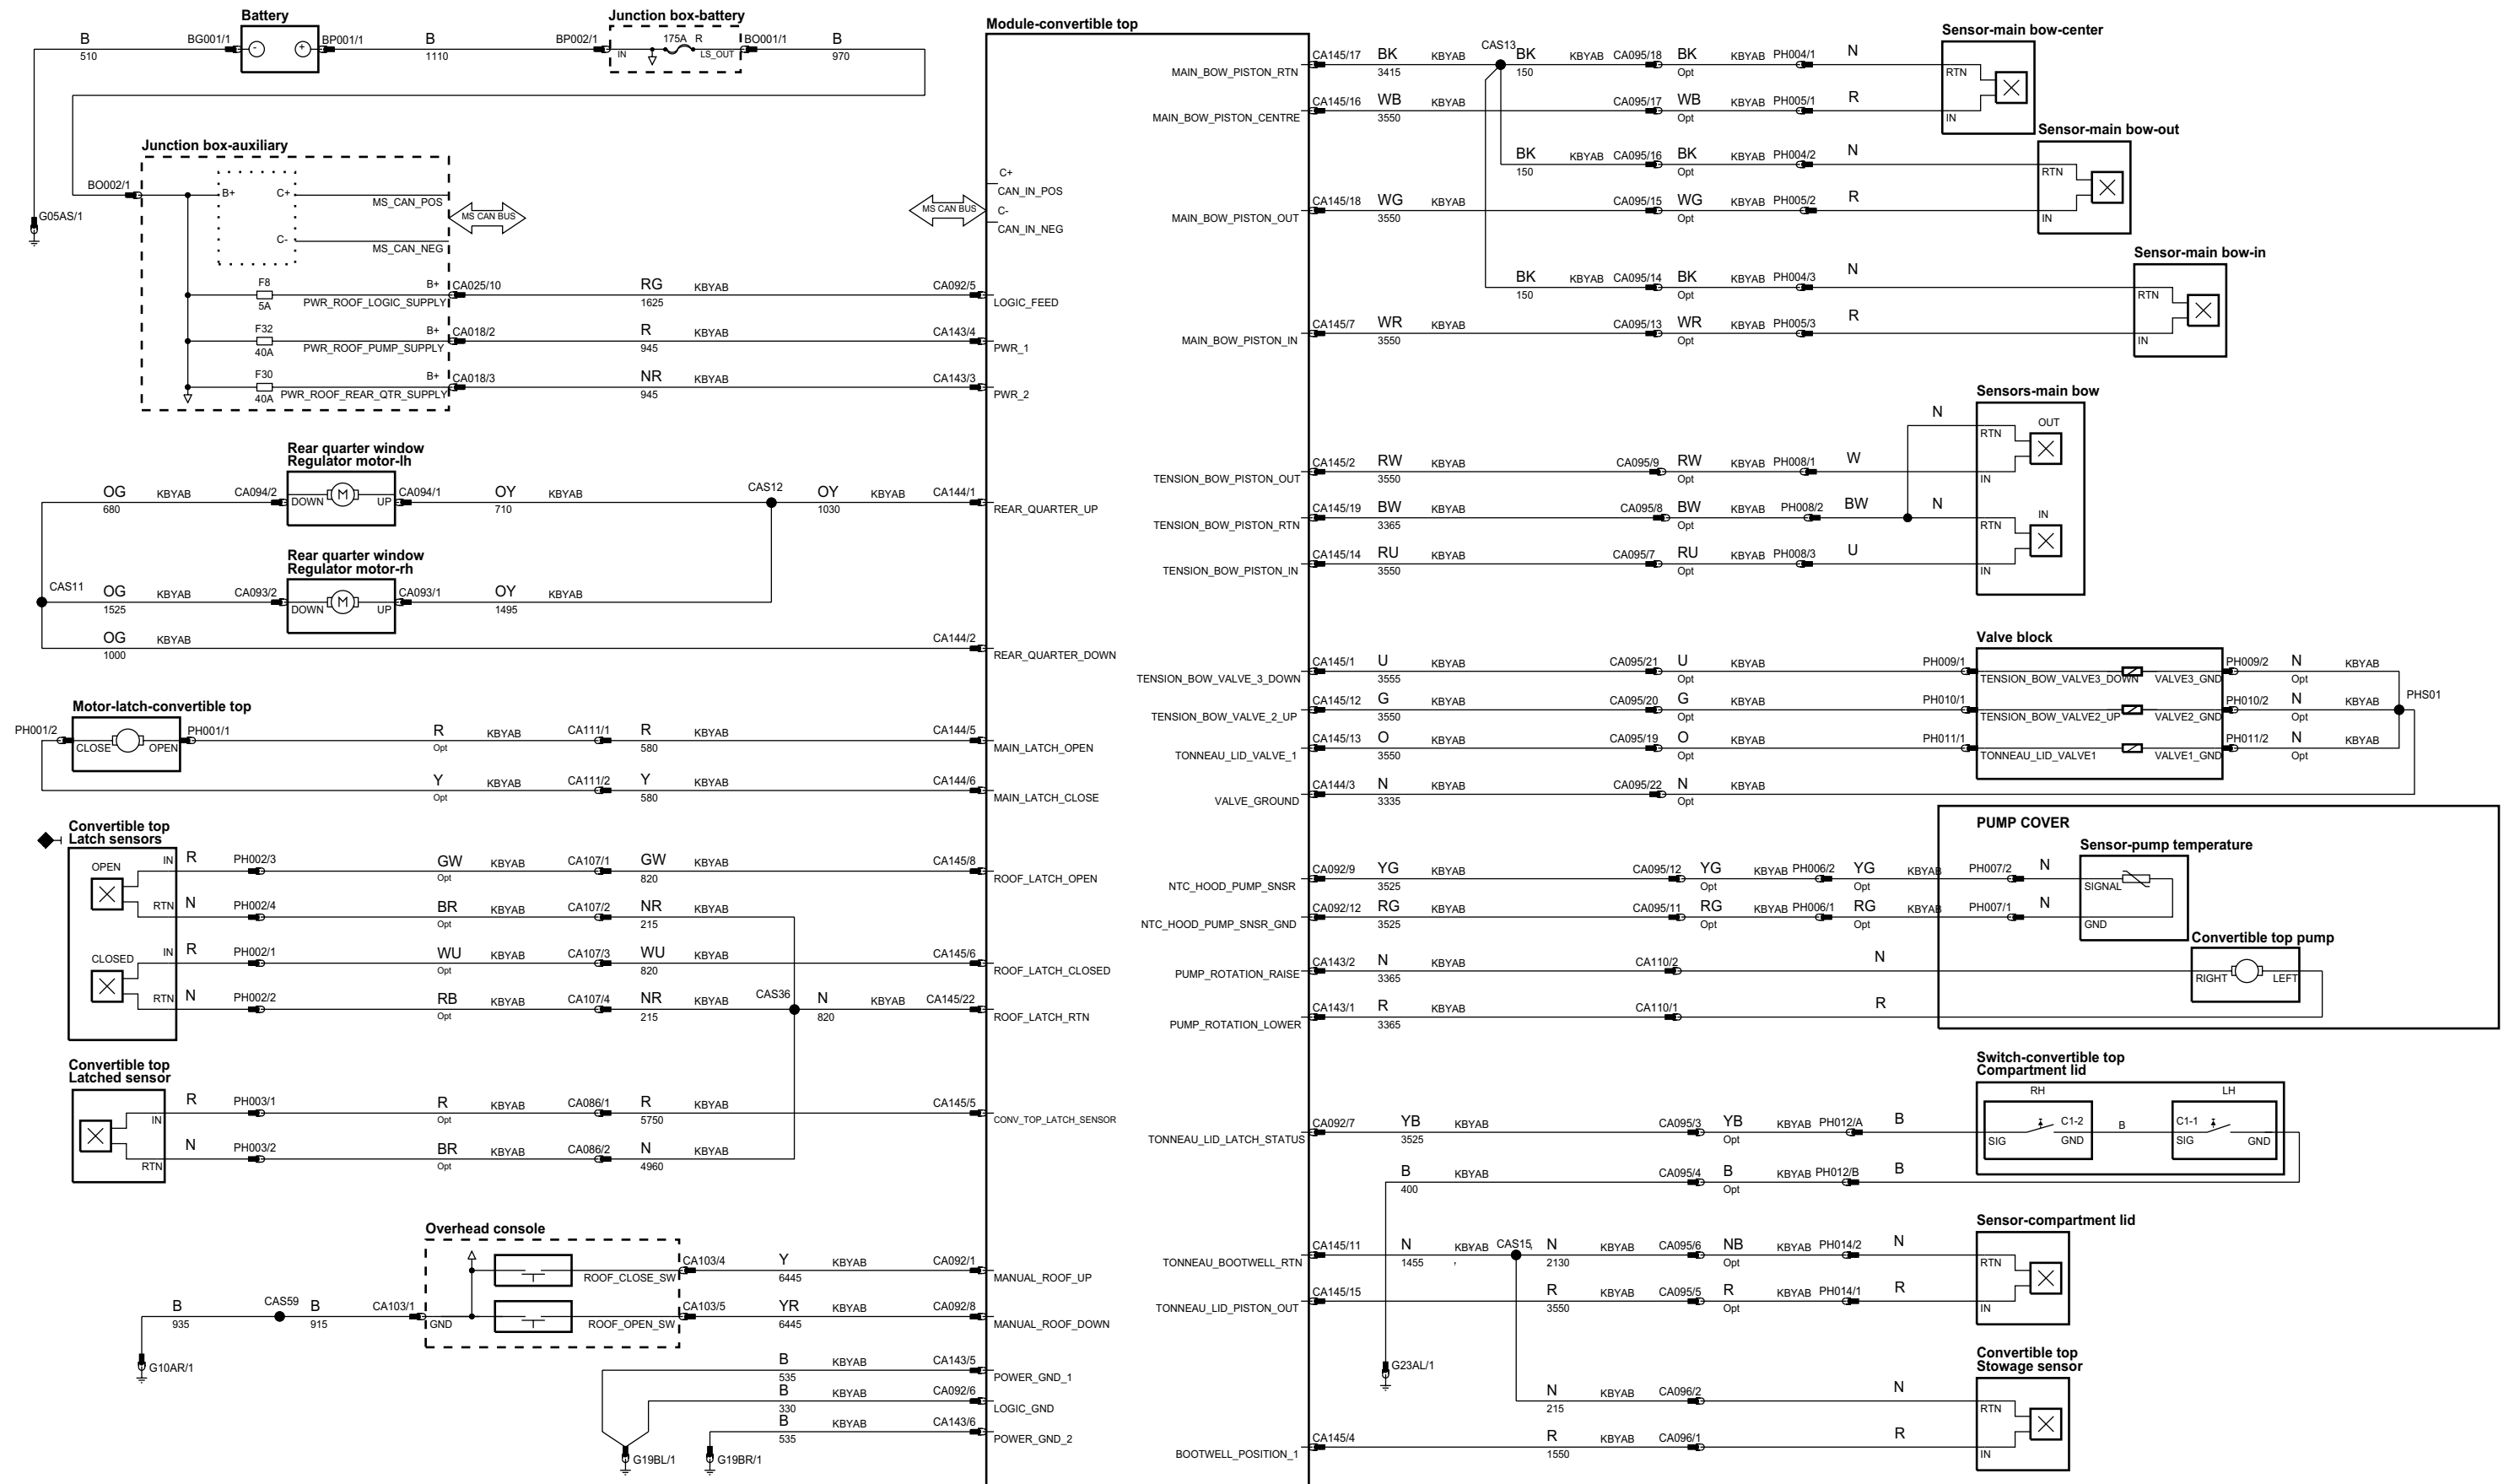 Battery
Junction box-battery
B
510
BG001/1
-
+
BP001/1
B
1110
BP002/1
IN
175A R
LS_OUT
BO001/1
B
970
G05AS/1
Junction box-auxiliary
BO002/1
B+
C+
MS_CAN_POS
C-
MS_CAN_NEG
MS CAN BUS
F8
5A
B+
PWR_ROOF_LOGIC_SUPPLY
CA025/10
RG
1625
KBYAB
CA092/5
F32
40A
B+
PWR_ROOF_PUMP_SUPPLY
CA018/2
R
945
KBYAB
CA143/4
F30
40A
B+
PWR_ROOF_REAR_QTR_SUPPLY
CA018/3
NR
945
KBYAB
CA143/3
Rear quarter window
Regulator motor-lh
OG
680
KBYAB
CA094/2
DOWN
M
UP
CA094/1
OY
710
KBYAB
CAS12
OY
1030
KBYAB
CA144/1
Rear quarter window
Regulator motor-rh
CAS11
OG
1525
KBYAB
CA093/2
DOWN
M
UP
CA093/1
OY
1495
KBYAB
OG
1000
KBYAB
CA144/2
Motor-latch-convertible top
PH001/2
CLOSE
OPEN
PH001/1
R
Opt
KBYAB
CA111/1
R
580
KBYAB
CA144/5
Y
Opt
KBYAB
CA111/2
Y
580
KBYAB
CA144/6
Convertible top
Latch sensors
OPEN
IN
R
PH002/3
GW
Opt
KBYAB
CA107/1
GW
820
KBYAB
CA145/8
RTN
N
PH002/4
BR
Opt
KBYAB
CA107/2
NR
215
KBYAB
CLOSED
IN
R
PH002/1
WU
Opt
KBYAB
CA107/3
WU
820
KBYAB
CA145/6
RTN
N
PH002/2
RB
Opt
KBYAB
CA107/4
NR
215
KBYAB
CAS36
N
820
KBYAB
CA145/22
Convertible top
Latched sensor
IN
R
PH003/1
R
Opt
KBYAB
CA086/1
R
5750
KBYAB
CA145/5
RTN
N
PH003/2
BR
Opt
KBYAB
CA086/2
N
4960
KBYAB
Overhead console
ROOF_CLOSE_SW
CA103/4
Y
6445
KBYAB
CA092/1
B
935
CAS59
B
915
CA103/1
GND
ROOF_OPEN_SW
CA103/5
YR
6445
KBYAB
CA092/8
G10AR/1
B
535
KBYAB
CA143/5
B
330
KBYAB
CA092/6
B
535
KBYAB
CA143/6
G19BL/1
G19BR/1
Module-convertible top
C+
CAN_IN_POS
MS CAN BUS
C-
CAN_IN_NEG
LOGIC_FEED
PWR_1
PWR_2
REAR_QUARTER_UP
REAR_QUARTER_DOWN
MAIN_LATCH_OPEN
MAIN_LATCH_CLOSE
ROOF_LATCH_OPEN
ROOF_LATCH_CLOSED
ROOF_LATCH_RTN
CONV_TOP_LATCH_SENSOR
MANUAL_ROOF_UP
MANUAL_ROOF_DOWN
POWER_GND_1
LOGIC_GND
POWER_GND_2
MAIN_BOW_PISTON_RTN
MAIN_BOW_PISTON_CENTRE
MAIN_BOW_PISTON_OUT
MAIN_BOW_PISTON_IN
TENSION_BOW_PISTON_OUT
TENSION_BOW_PISTON_RTN
TENSION_BOW_PISTON_IN
TENSION_BOW_VALVE_3_DOWN
TENSION_BOW_VALVE_2_UP
TONNEAU_LID_VALVE_1
VALVE_GROUND
NTC_HOOD_PUMP_SNSR
NTC_HOOD_PUMP_SNSR_GND
PUMP_ROTATION_RAISE
PUMP_ROTATION_LOWER
TONNEAU_LID_LATCH_STATUS
TONNEAU_BOOTWELL_RTN
TONNEAU_LID_PISTON_OUT
BOOTWELL_POSITION_1
CA145/17
BK
3415
KBYAB
CAS13
BK
150
KBYAB
CA095/18
BK
Opt
KBYAB
PH004/1
N
Sensor-main bow-center
RTN
IN
CA145/16
WB
3550
KBYAB
CA095/17
WB
Opt
KBYAB
PH005/1
R
Sensor-main bow-out
BK
150
KBYAB
CA095/16
BK
Opt
KBYAB
PH004/2
N
RTN
CA145/18
WG
3550
KBYAB
CA095/15
WG
Opt
KBYAB
PH005/2
R
IN
Sensor-main bow-in
BK
150
KBYAB
CA095/14
BK
Opt
KBYAB
PH004/3
N
RTN
CA145/7
WR
3550
KBYAB
CA095/13
WR
Opt
KBYAB
PH005/3
R
IN
Sensors-main bow
N
RTN
OUT
CA145/2
RW
3550
KBYAB
CA095/9
RW
Opt
KBYAB
PH008/1
W
IN
CA145/19
BW
3365
KBYAB
CA095/8
BW
Opt
KBYAB
PH008/2
BW
N
RTN
IN
CA145/14
RU
3550
KBYAB
CA095/7
RU
Opt
KBYAB
PH008/3
U
IN
Valve block
CA145/1
U
3555
KBYAB
CA095/21
U
Opt
KBYAB
PH009/1
TENSION_BOW_VALVE3_DOWN
VALVE3_GND
PH009/2
N
Opt
KBYAB
CA145/12
G
3550
KBYAB
CA095/20
G
Opt
KBYAB
PH010/1
TENSION_BOW_VALVE2_UP
VALVE2_GND
PH010/2
N
Opt
KBYAB
PHS01
CA145/13
O
3550
KBYAB
CA095/19
O
Opt
KBYAB
PH011/1
TONNEAU_LID_VALVE1
VALVE1_GND
PH011/2
N
Opt
KBYAB
CA144/3
N
3335
KBYAB
CA095/22
N
Opt
KBYAB
PUMP COVER
Sensor-pump temperature
CA092/9
YG
3525
KBYAB
CA095/12
YG
Opt
KBYAB
PH006/2
YG
Opt
KBYAB
PH007/2
N
SIGNAL
CA092/12
RG
3525
KBYAB
CA095/11
RG
Opt
KBYAB
PH006/1
RG
Opt
KBYAB
PH007/1
N
GND
Convertible top pump
CA143/2
N
3365
KBYAB
CA110/2
N
RIGHT
LEFT
CA143/1
R
3365
KBYAB
CA110/1
R
Switch-convertible top
Compartment lid
RH
LH
CA092/7
YB
3525
KBYAB
CA095/3
YB
Opt
KBYAB
PH012/A
B
SIG
C1-2
GND
B
C1-1
SIG
GND
B
400
KBYAB
CA095/4
B
Opt
KBYAB
PH012/B
B
G23AL/1
Sensor-compartment lid
CA145/11
N
1455
KBYAB
CAS15
N
2130
KBYAB
CA095/6
NB
Opt
KBYAB
PH014/2
N
RTN
CA145/15
R
3550
KBYAB
CA095/5
R
Opt
KBYAB
PH014/1
R
IN
Convertible top
Stowage sensor
N
215
KBYAB
CA096/2
N
RTN
CA145/4
R
1550
KBYAB
CA096/1
R
IN